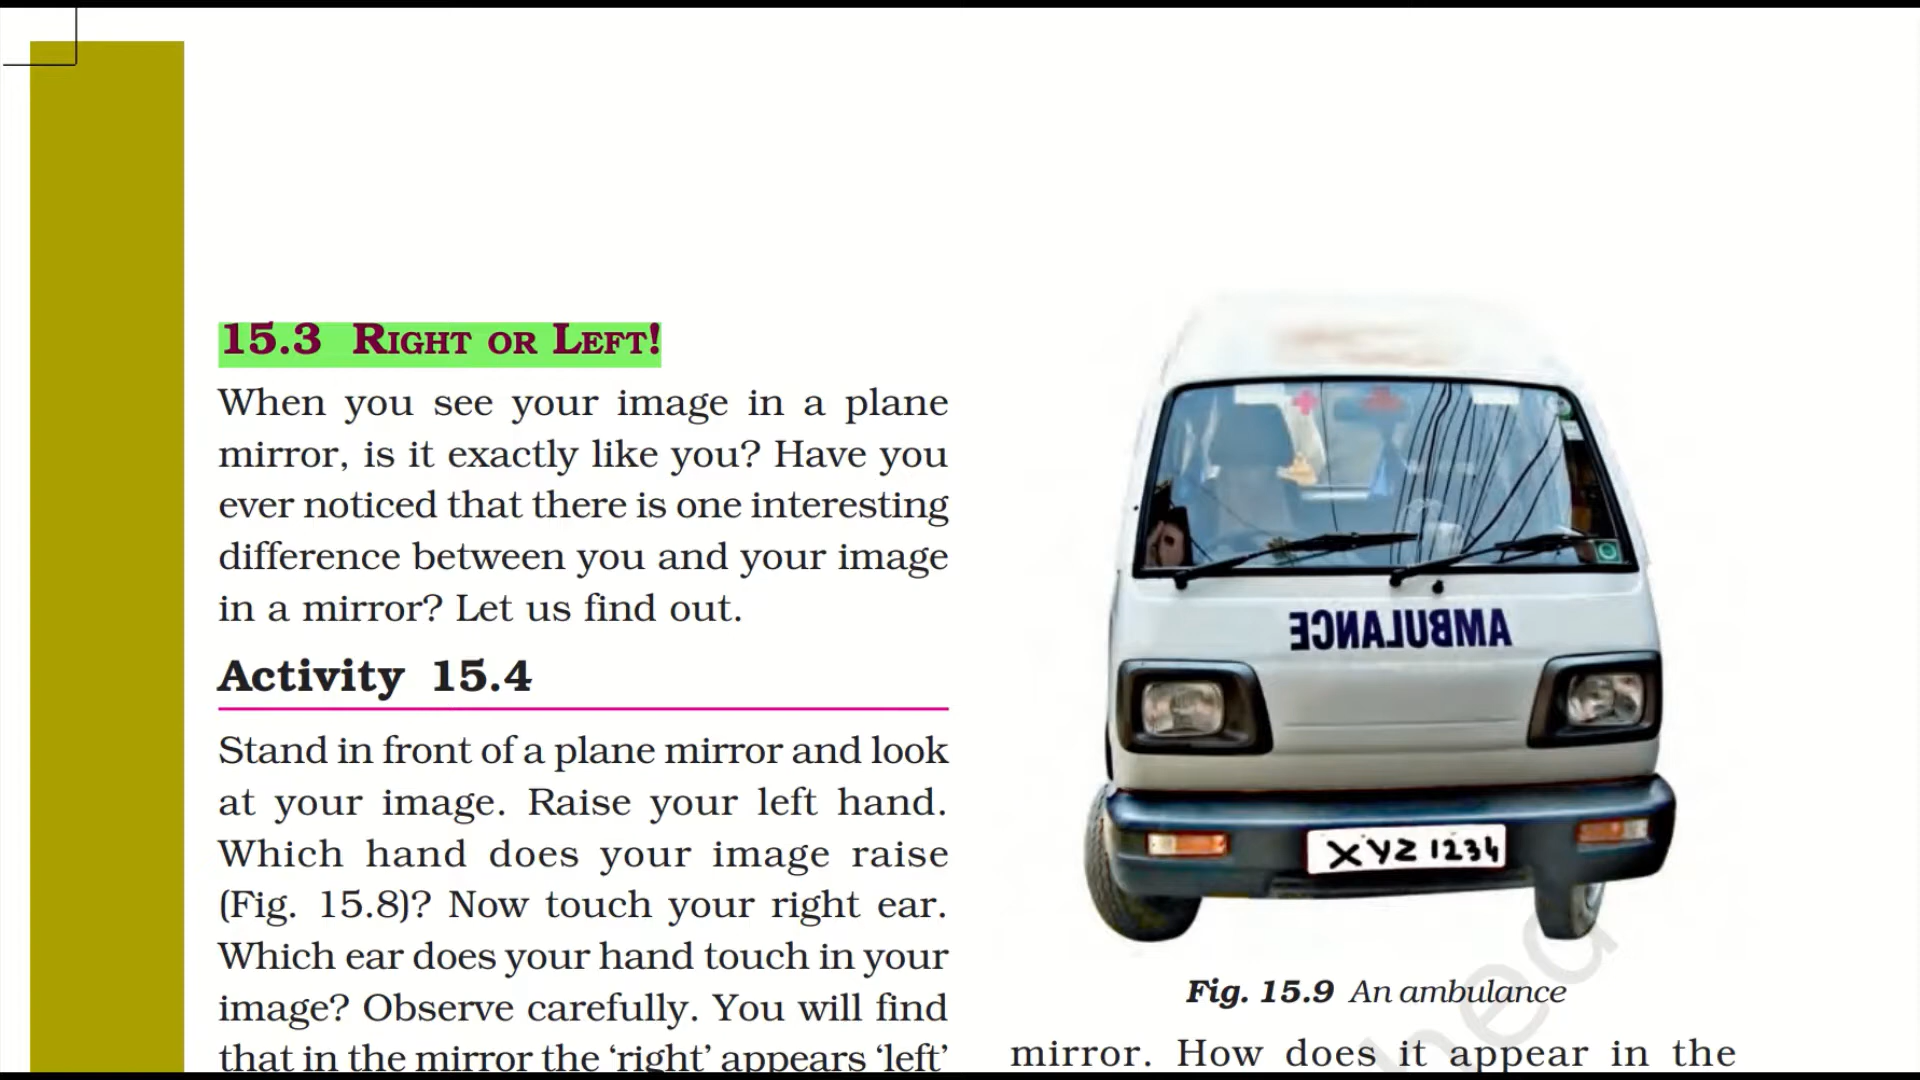 15.3 Right or Left!
When you see your image in a plane
mirror, is it exactly like you? Have you
ever noticed that there is one interesting
difference between you and your image
in a mirror? Let us find out.
Activity 15.4
Stand in front of a plane mirror and look
at your image. Raise your left hand.
Which hand does your image raise
(Fig. 15.8)? Now touch your right ear.
Which ear does your hand touch in your
image? Observe carefully. You will find
that in the mirror the ‘right’ appears ‘left’
AMBULANCE
XYZ 1234
Fig. 15.9 An ambulance
mirror. How does it appear in the